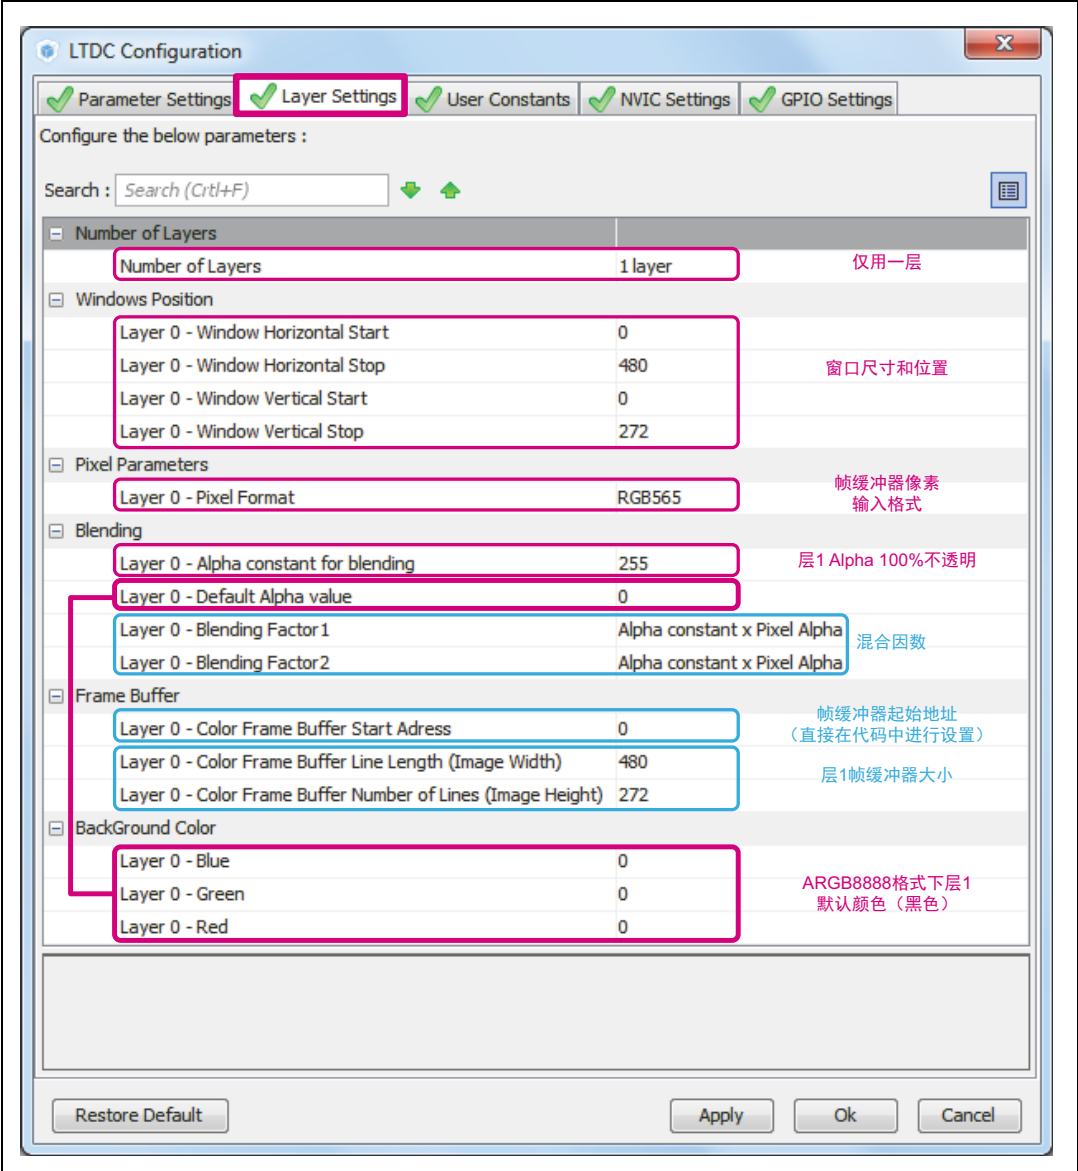 LTDC Configuration
Parameter Settings Layer Settings User Constants NVIC Settings GPIO Settings
Configure the below parameters :
Search : Search (Crtl+F)
Number of Layers
Number of Layers 1 layer 仅用一层
Windows Position
Layer 0 - Window Horizontal Start 0
Layer 0 - Window Horizontal Stop 480 窗口尺寸和位置
Layer 0 - Window Vertical Start 0
Layer 0 - Window Vertical Stop 272
Pixel Parameters
帧缓冲器像素
Layer 0 - Pixel Format RGB565
输入格式
Blending
Layer 0 - Alpha constant for blending 255 层1 Alpha 100%不透明
Layer 0 - Default Alpha value 0
Layer 0 - Blending Factor1 Alpha constant x Pixel Alpha
混合因数
Layer 0 - Blending Factor2 Alpha constant x Pixel Alpha
Frame Buffer
帧缓冲器起始地址
Layer 0 - Color Frame Buffer Start Adress 0
（直接在代码中进行设置）
Layer 0 - Color Frame Buffer Line Length (Image Width) 480
层1帧缓冲器大小
Layer 0 - Color Frame Buffer Number of Lines (Image Height) 272
BackGround Color
Layer 0 - Blue 0
ARGB8888格式下层1
Layer 0 - Green 0
默认颜色（黑色）
Layer 0 - Red 0
Restore Default Apply Ok Cancel